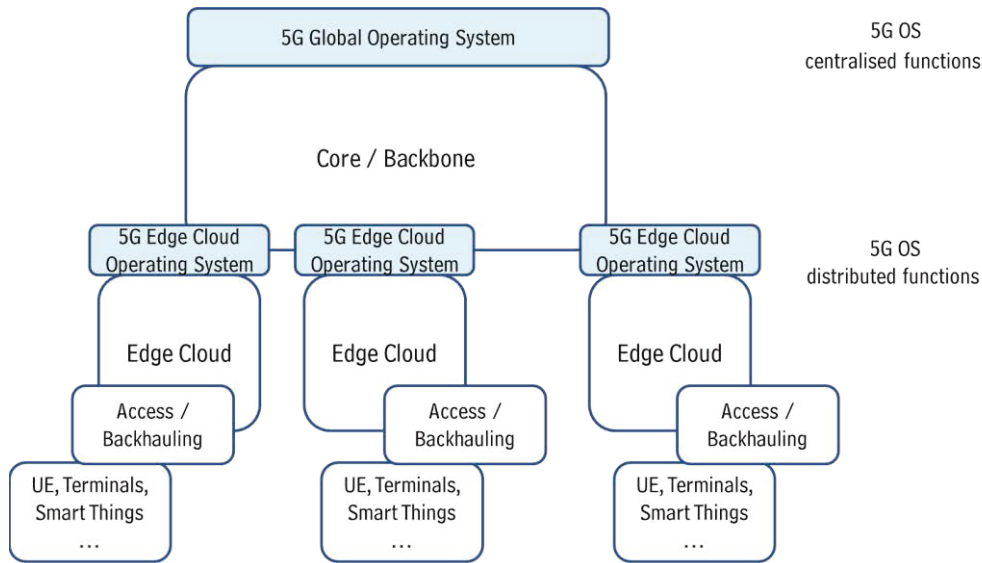 5G Global Operating System
5G OS
centralised functions
Core / Backbone
5G Edge Cloud
Operating System
5G Edge Cloud
Operating System
5G Edge Cloud
Operating System
5G OS
distributed functions
Edge Cloud
Edge Cloud
Edge Cloud
Access /
Backhauling
Access /
Backhauling
Access /
Backhauling
UE, Terminals,
Smart Things
...
UE, Terminals,
Smart Things
...
UE, Terminals,
Smart Things
...